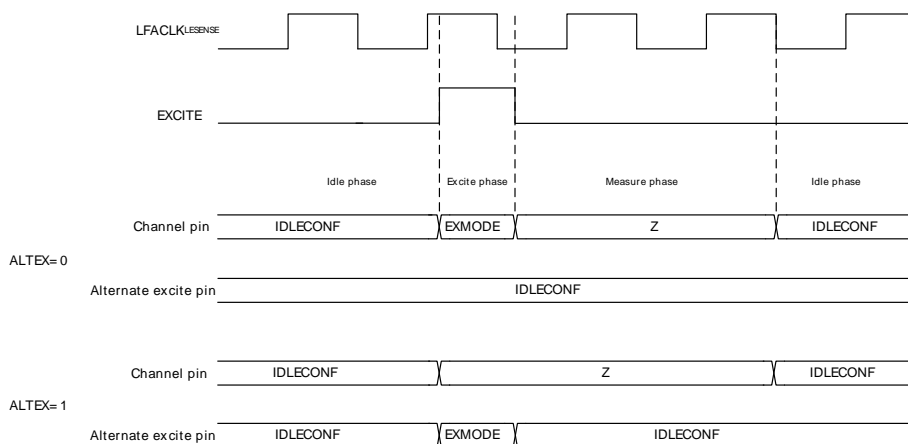 LFACLKLESENSE
EXCITE
Idle phase Excite phase Measure phase Idle phase
Channel pin IDLECONF EXMODE Z IDLECONF
ALTEX=0
Alternate excite pin IDLECONF
Channel pin IDLECONF Z IDLECONF
ALTEX=1
Alternate excite pin IDLECONF EXMODE IDLECONF